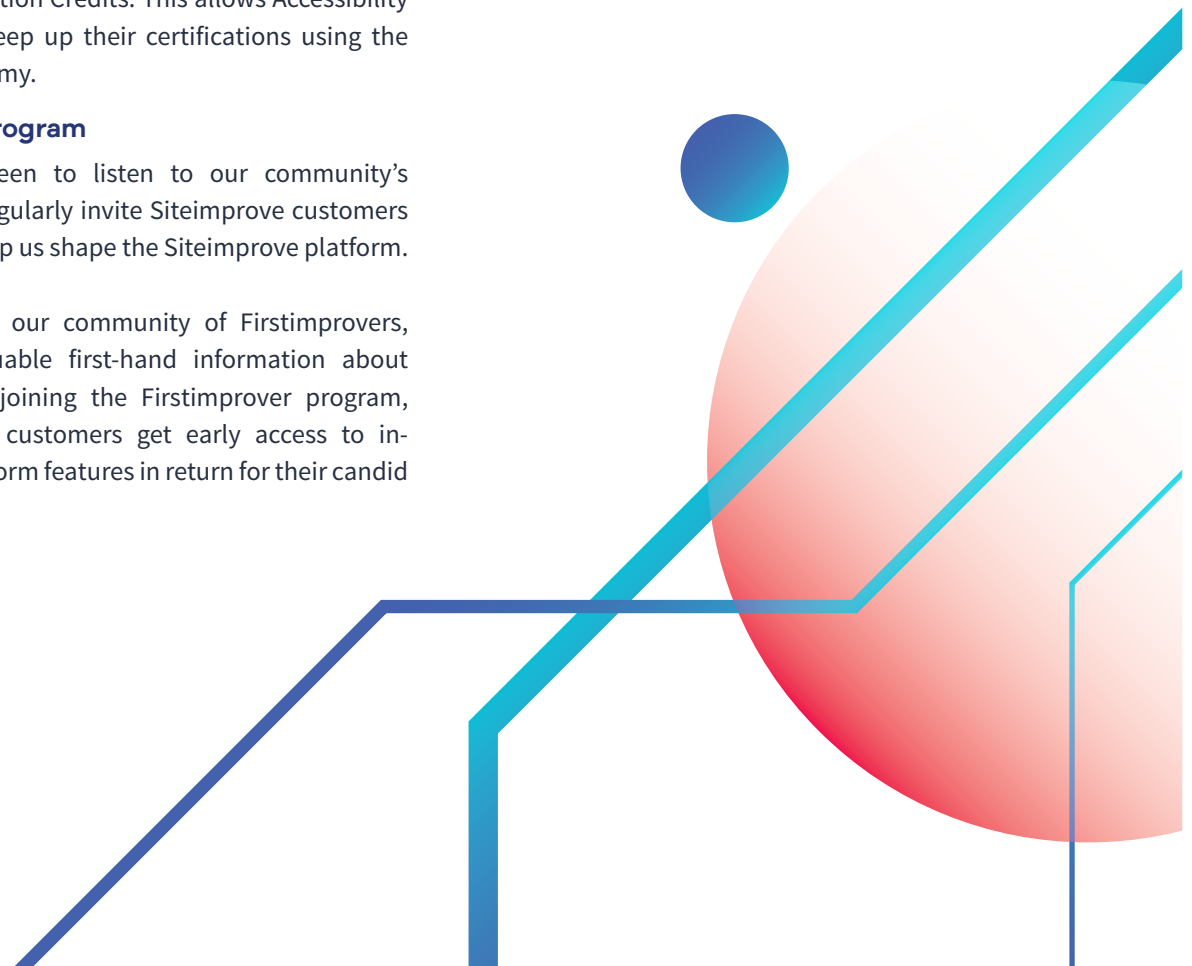 tion Credits. This allows Accessibility
eep up their certifications using the
my.
rogram
een to listen to our community’s
gularly invite Siteimprove customers
p us shape the Siteimprove platform.
our community of Firstimprovers,
uable first-hand information about
joining the Firstimprover program,
customers get early access to in-
orm features in return for their candid